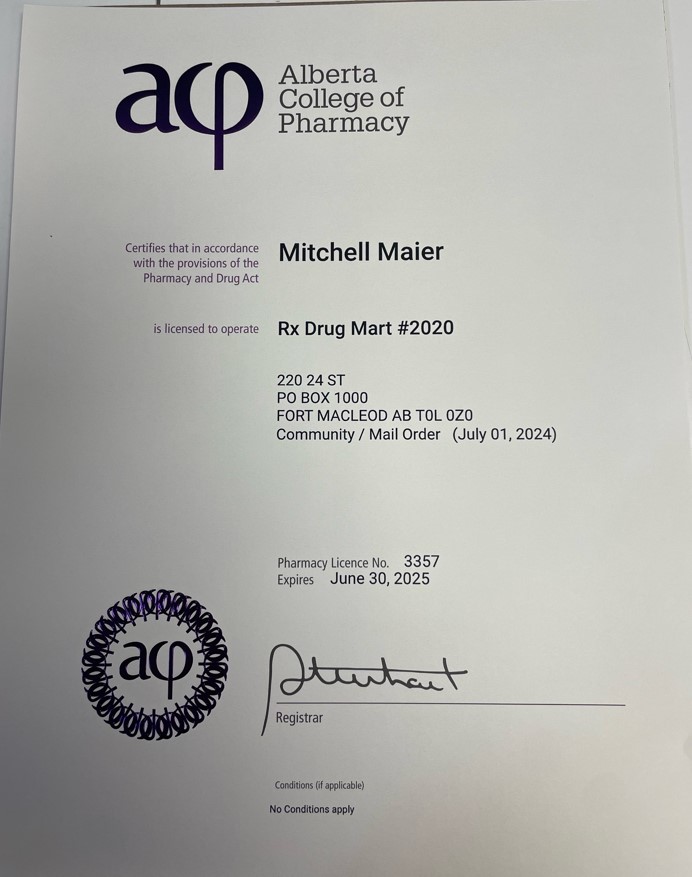 acp
Alberta
College of
Pharmacy
Certifies that in accordance
with the provisions of the
Pharmacy and Drug Act
Mitchell Maier
is licensed to operate
Rx Drug Mart #2020
220 24 ST
PO BOX 1000
FORT MACLEOD AB T0L 0Z0
Community / Mail Order (July 01, 2024)
Pharmacy Licence No. 3357
Expires June 30, 2025
acp
Registrar
Conditions (if applicable)
No Conditions apply